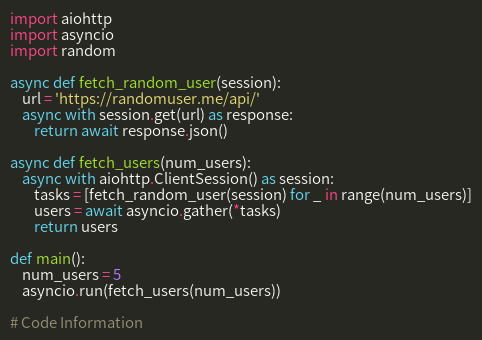 import aiohttp
import asyncio
import random

async def fetch_random_user(session):
    url = 'https://randomuser.me/api/'
    async with session.get(url) as response:
        return await response.json()

async def fetch_users(num_users):
    async with aiohttp.ClientSession() as session:
        tasks = [fetch_random_user(session) for _ in range(num_users)]
        users = await asyncio.gather(*tasks)
        return users

def main():
    num_users = 5
    asyncio.run(fetch_users(num_users))

# Code Information